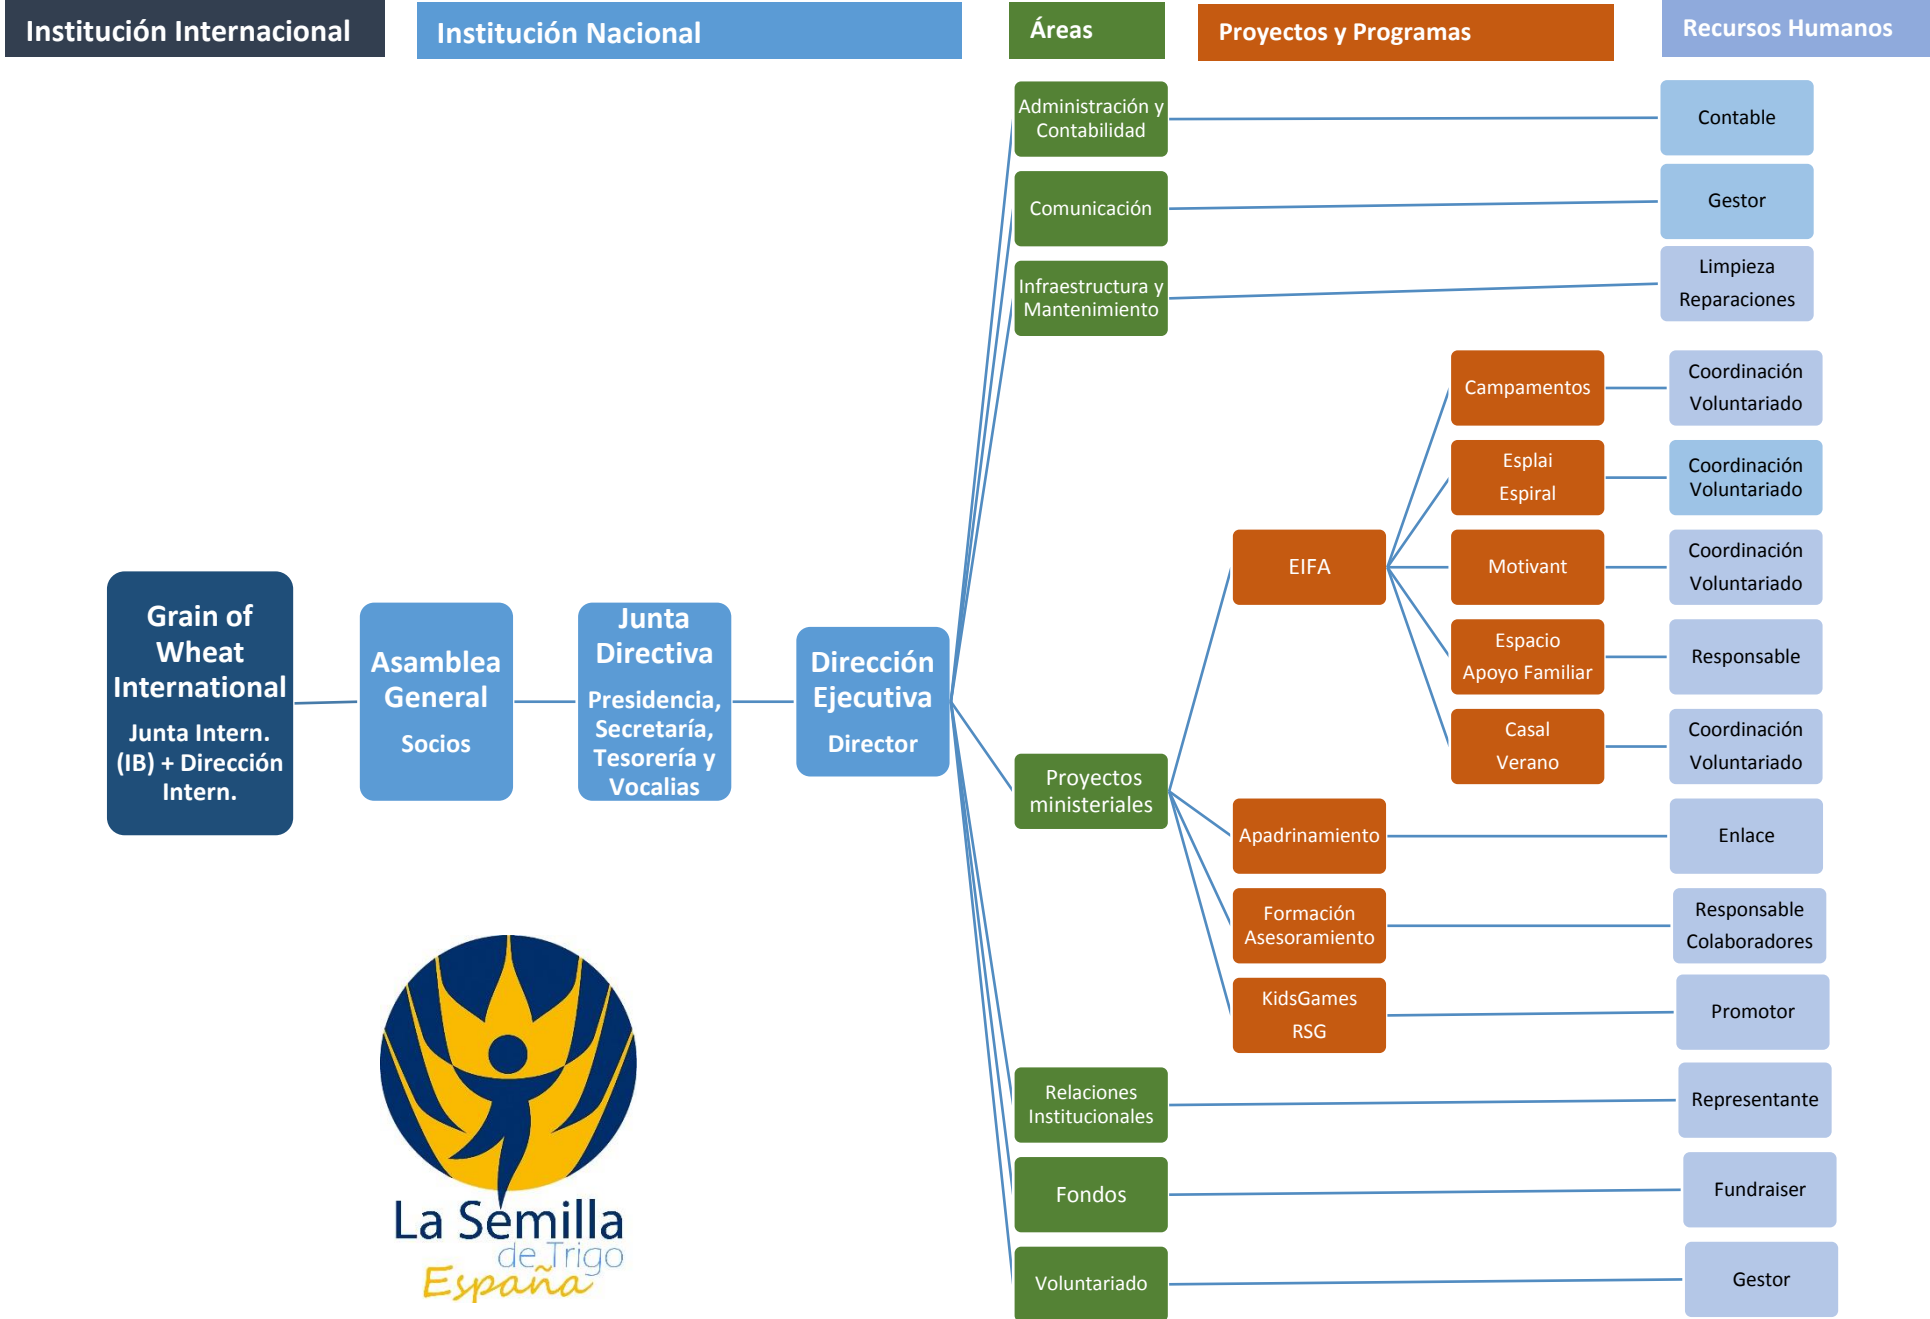 Institución Internacional
Institución Nacional
Áreas
Proyectos y Programas
Recursos Humanos
Grain of
Wheat
International
Junta Intern.
(IB) + Dirección
Intern.
Asamblea
General
Socios
Junta
Directiva
Presidencia,
Secretaría,
Tesorería y
Vocalias
Dirección
Ejecutiva
Director
Administración y
Contabilidad
Contable
Comunicación
Gestor
Infraestructura y
Mantenimiento
Limpieza
Reparaciones
Proyectos
ministeriales
EIFA
Campamentos
Coordinación
Voluntariado
Esplai
Espiral
Coordinación
Voluntariado
Motivant
Coordinación
Voluntariado
Espacio
Apoyo Familiar
Responsable
Casal
Verano
Coordinación
Voluntariado
Apadrinamiento
Enlace
Formación
Asesoramiento
Responsable
Colaboradores
KidsGames
RSG
Promotor
Relaciones
Institucionales
Representante
Fondos
Fundraiser
Voluntariado
Gestor
La Semilla
de Trigo
España